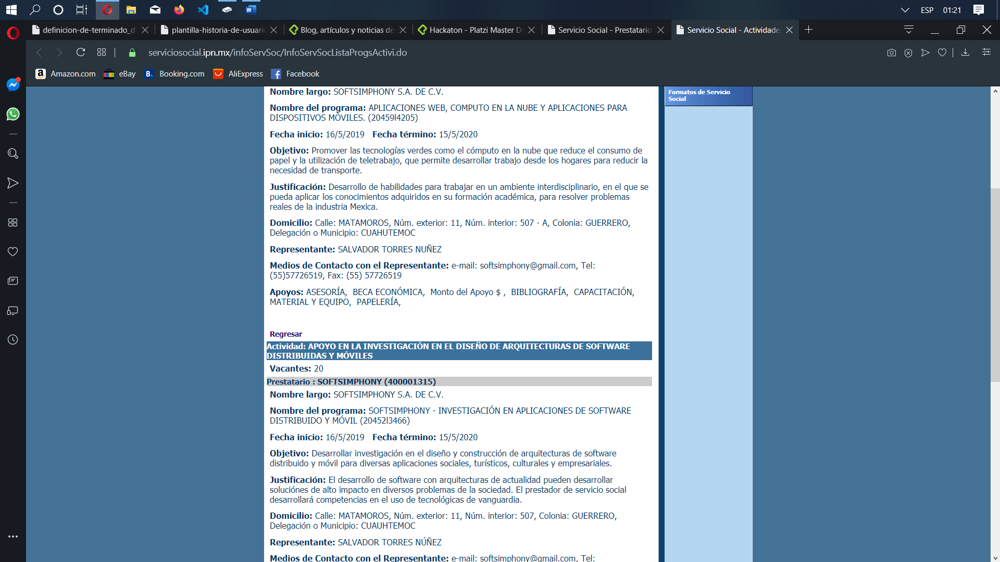 ESP
01:21
definicion-de-terminado_d
plantilla-historia-de-usuario
Blog, artículos y noticias de
Hackaton - Platzi Master D
Servicio Social - Prestatario
Servicio Social - Actividade
serviciosocial.ipn.mx/infoServSoc/InfoServSocListaProgsActivi.do
Amazon.com
eBay
Booking.com
AliExpress
Facebook
Formatos de Servicio
Social
Nombre largo: SOFTSIMPHONY S.A. DE C.V.
Nombre del programa: APLICACIONES WEB, COMPUTO EN LA NUBE Y APLICACIONES PARA
DISPOSITIVOS MÓVILES. (20459l4205)
Fecha inicio: 16/5/2019 Fecha término: 15/5/2020
Objetivo: Promover las tecnologías verdes como el cómputo en la nube que reduce el consumo de
papel y la utilización de teletrabajo, que permite desarrollar trabajo desde los hogares para reducir la
necesidad de transporte.
Justificación: Desarrollo de habilidades para trabajar en un ambiente interdisciplinario, en el que se
pueda aplicar los conocimientos adquiridos en su formación académica, para resolver problemas
reales de la industria Mexica.
Domicilio: Calle: MATAMOROS, Núm. exterior: 11, Núm. interior: 507 - A, Colonia: GUERRERO,
Delegación o Municipio: CUAHUTEMOC
Representante: SALVADOR TORRES NUÑEZ
Medios de Contacto con el Representante: e-mail: softsimphony@gmail.com, Tel:
(55)57726519, Fax: (55) 57726519
Apoyos: ASESORÍA, BECA ECONÓMICA, Monto del Apoyo $ , BIBLIOGRAFÍA, CAPACITACIÓN,
MATERIAL Y EQUIPO, PAPELERÍA,
Regresar
Actividad: APOYO EN LA INVESTIGACIÓN EN EL DISEÑO DE ARQUITECTURAS DE SOFTWARE
DISTRIBUIDAS Y MÓVILES
Vacantes: 20
Prestatario : SOFTSIMPHONY (400001315)
Nombre largo: SOFTSIMPHONY S.A. DE C.V.
Nombre del programa: SOFTSIMPHONY - INVESTIGACIÓN EN APLICACIONES DE SOFTWARE
DISTRIBUIDO Y MÓVIL (20452l3466)
Fecha inicio: 16/5/2019 Fecha término: 15/5/2020
Objetivo: Desarrollar investigación en el diseño y construcción de arquitecturas de software
distribuido y móvil para diversas aplicaciones sociales, turísticos, culturales y empresariales.
Justificación: El desarrollo de software con arquitecturas de actualidad pueden desarrollar
soluciónes de alto impacto en diversos problemas de la sociedad. El prestador de servicio social
desarrollará competencias en el uso de tecnológicas de vanguardia.
Domicilio: Calle: MATAMOROS, Núm. exterior: 11, Núm. interior: 507, Colonia: GUERRERO,
Delegación o Municipio: CUAUHTEMOC
Representante: SALVADOR TORRES NÚÑEZ
Medios de Contacto con el Representante: e-mail: softsimphony@gmail.com, Tel: